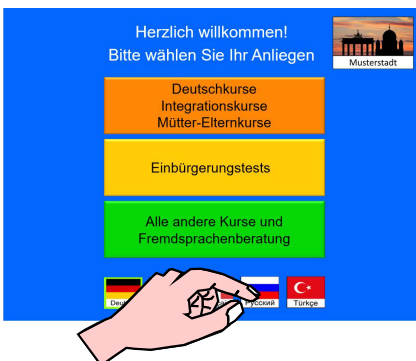 Herzlich willkommen!
Bitte wählen Sie Ihr Anliegen
Musterstadt
Deutschkurse
Integrationskurse
Mütter-Elternkurse
Einbürgerungstests
Alle andere Kurse und
Fremdsprachenberatung
Русский
Türkçe